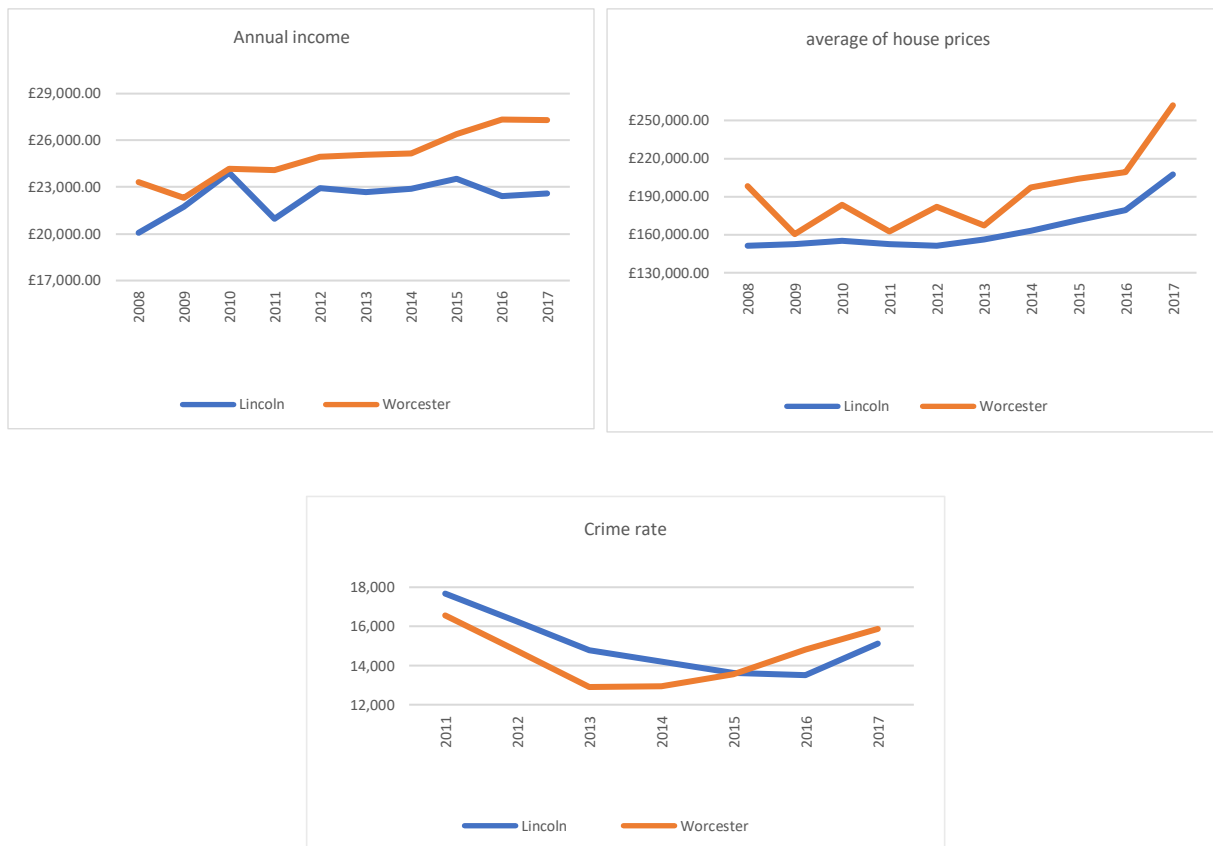 Annual income
£29,000.00
£26,000.00
£23,000.00
£20,000.00
£17,000.00
2008 2009 2010 2011 2012 2013 2014 2015 2016 2017
Lincoln Worcester
average of house prices
£250,000.00
£220,000.00
£190,000.00
£160,000.00
£130,000.00
2008 2009 2010 2011 2012 2013 2014 2015 2016 2017
Lincoln Worcester
Crime rate
18,000
16,000
14,000
12,000
2011 2012 2013 2014 2015 2016 2017
Lincoln Worcester